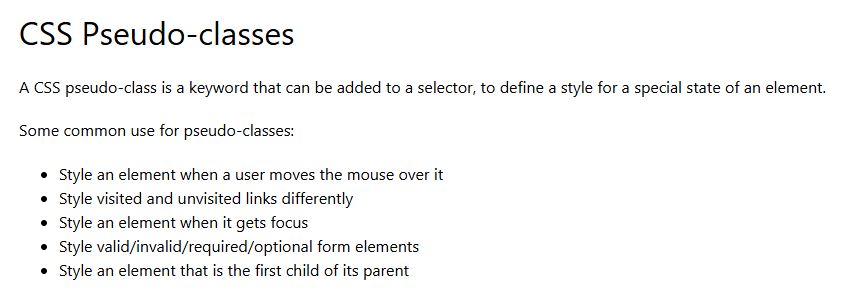 CSS Pseudo-classes
A CSS pseudo-class is a keyword that can be added to a selector, to define a style for a special state of an element.
Some common use for pseudo-classes:
• Style an element when a user moves the mouse over it
• Style visited and unvisited links differently
• Style an element when it gets focus
• Style valid/invalid/required/optional form elements
• Style an element that is the first child of its parent